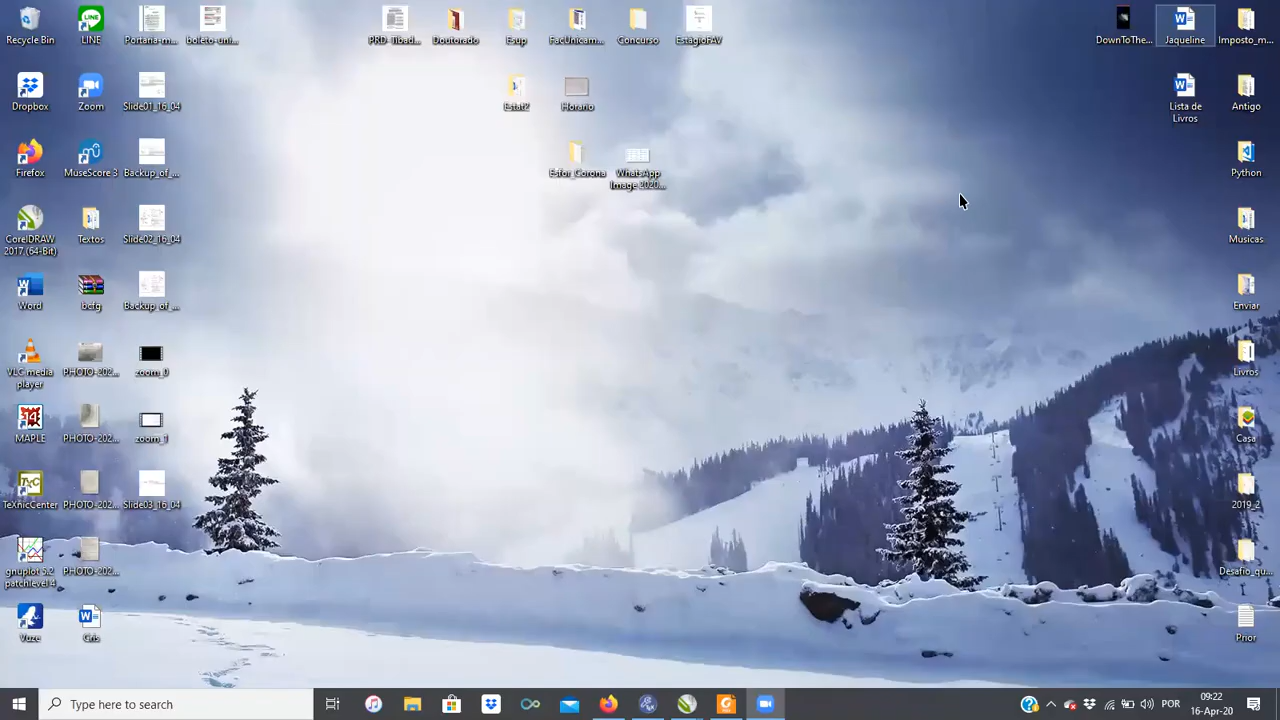 Recycle Bin
LINE
Portaria-m...
boleto-uni...
PRD-Tibad...
Doutorado
Esup
FacUnicam...
Concurso
EstagioFAV
DownToThe...
Jaqueline
Imposto_m...
Dropbox
Zoom
Slide01_16_04
Estat2
Horario
Lista de
Livros
Antigo
Firefox
MuseScore 3
Backup_of_...
Esfor_Corona
WhatsApp
Image 2020...
Python
CorelDRAW
2017 (64-Bit)
Textos
Slide02_16_04
Musicas
Word
bcfg
Backup_of_...
Enviar
VLC media
player
PHOTO-202...
zoom_0
Livros
MAPLE
PHOTO-202...
zoom_1
Casa
TeXnicCenter
PHOTO-202...
Slide03_16_04
2019_2
gnuplot 5.2
patchlevel 4
PHOTO-202...
Desafio_qu...
Vuze
Cris
Prior
Type here to search
POR
09:22
16-Apr-20